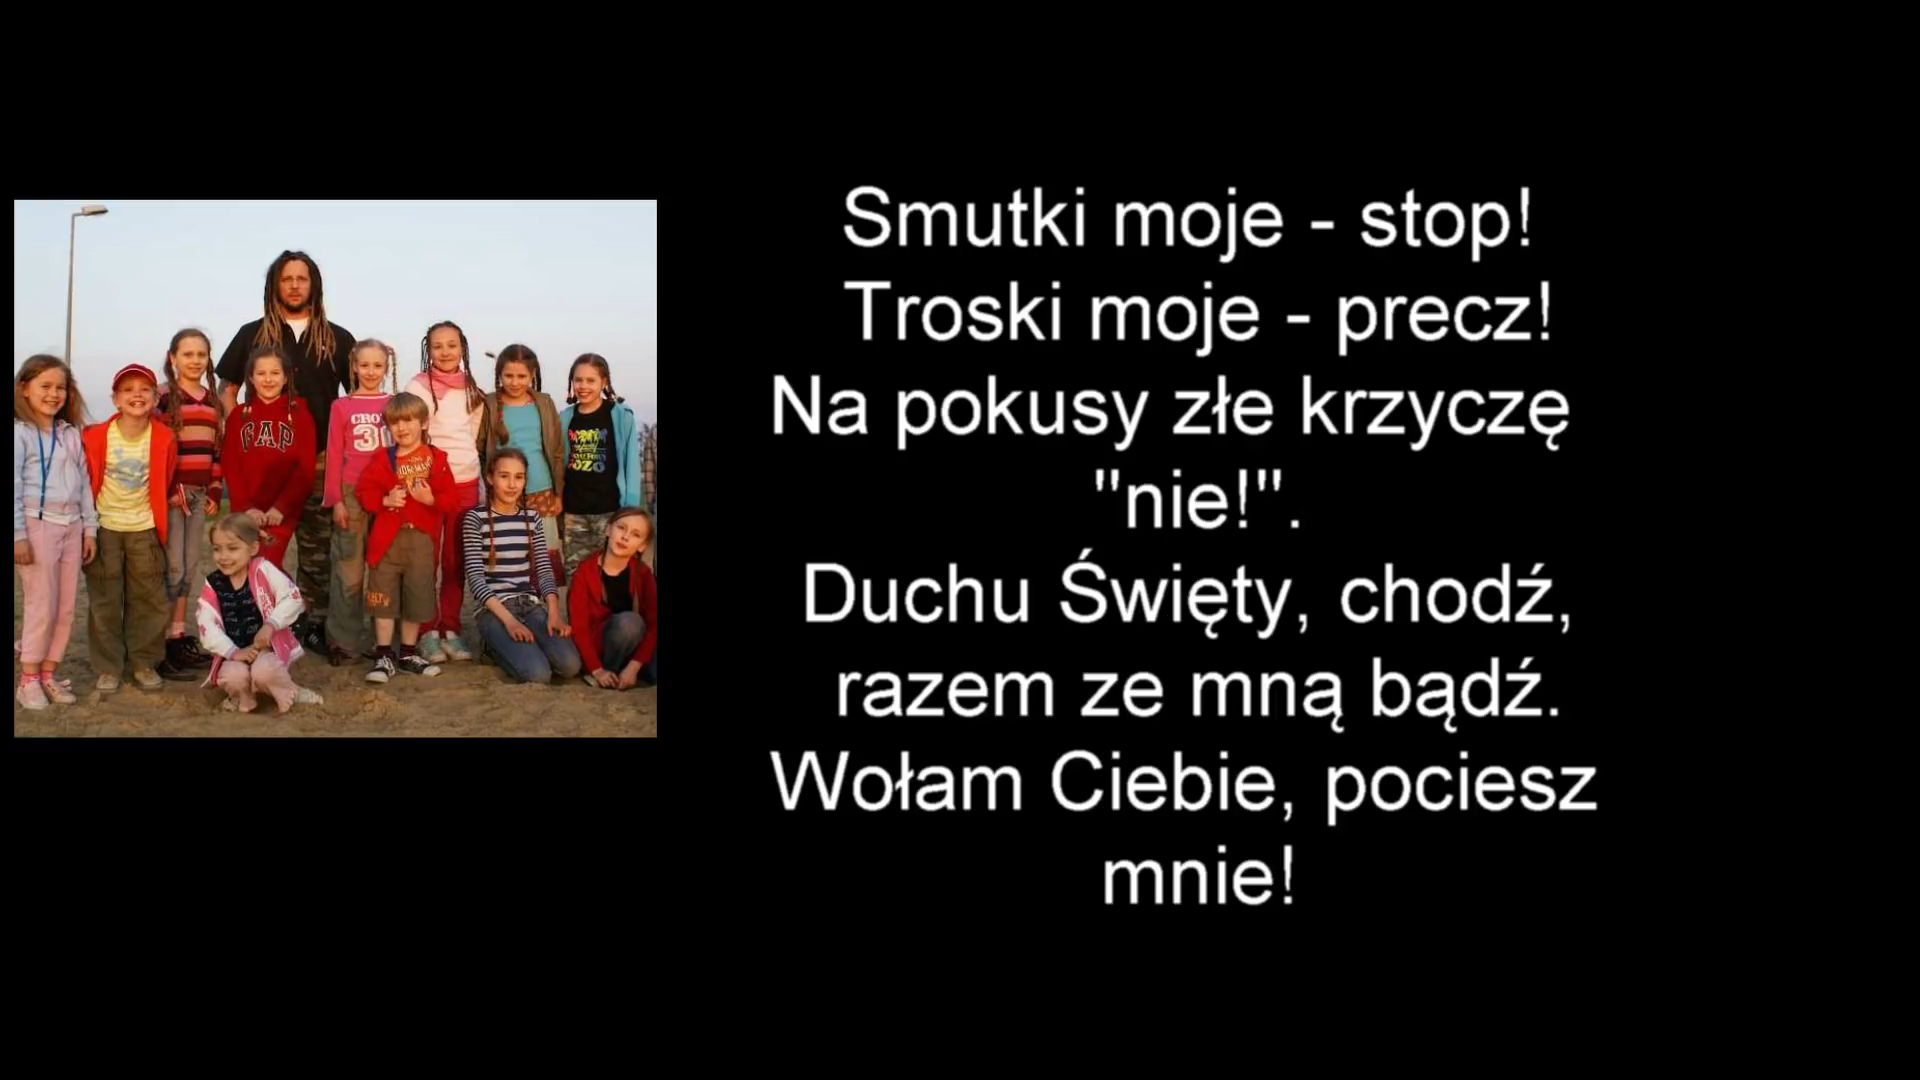 Smutki moje - stop!
Troski moje - precz!
Na pokusy złe krzyczę
"nie!".
Duchu Święty, chodź,
razem ze mną bądź.
Wołam Ciebie, pociesz
mnie!
GAP